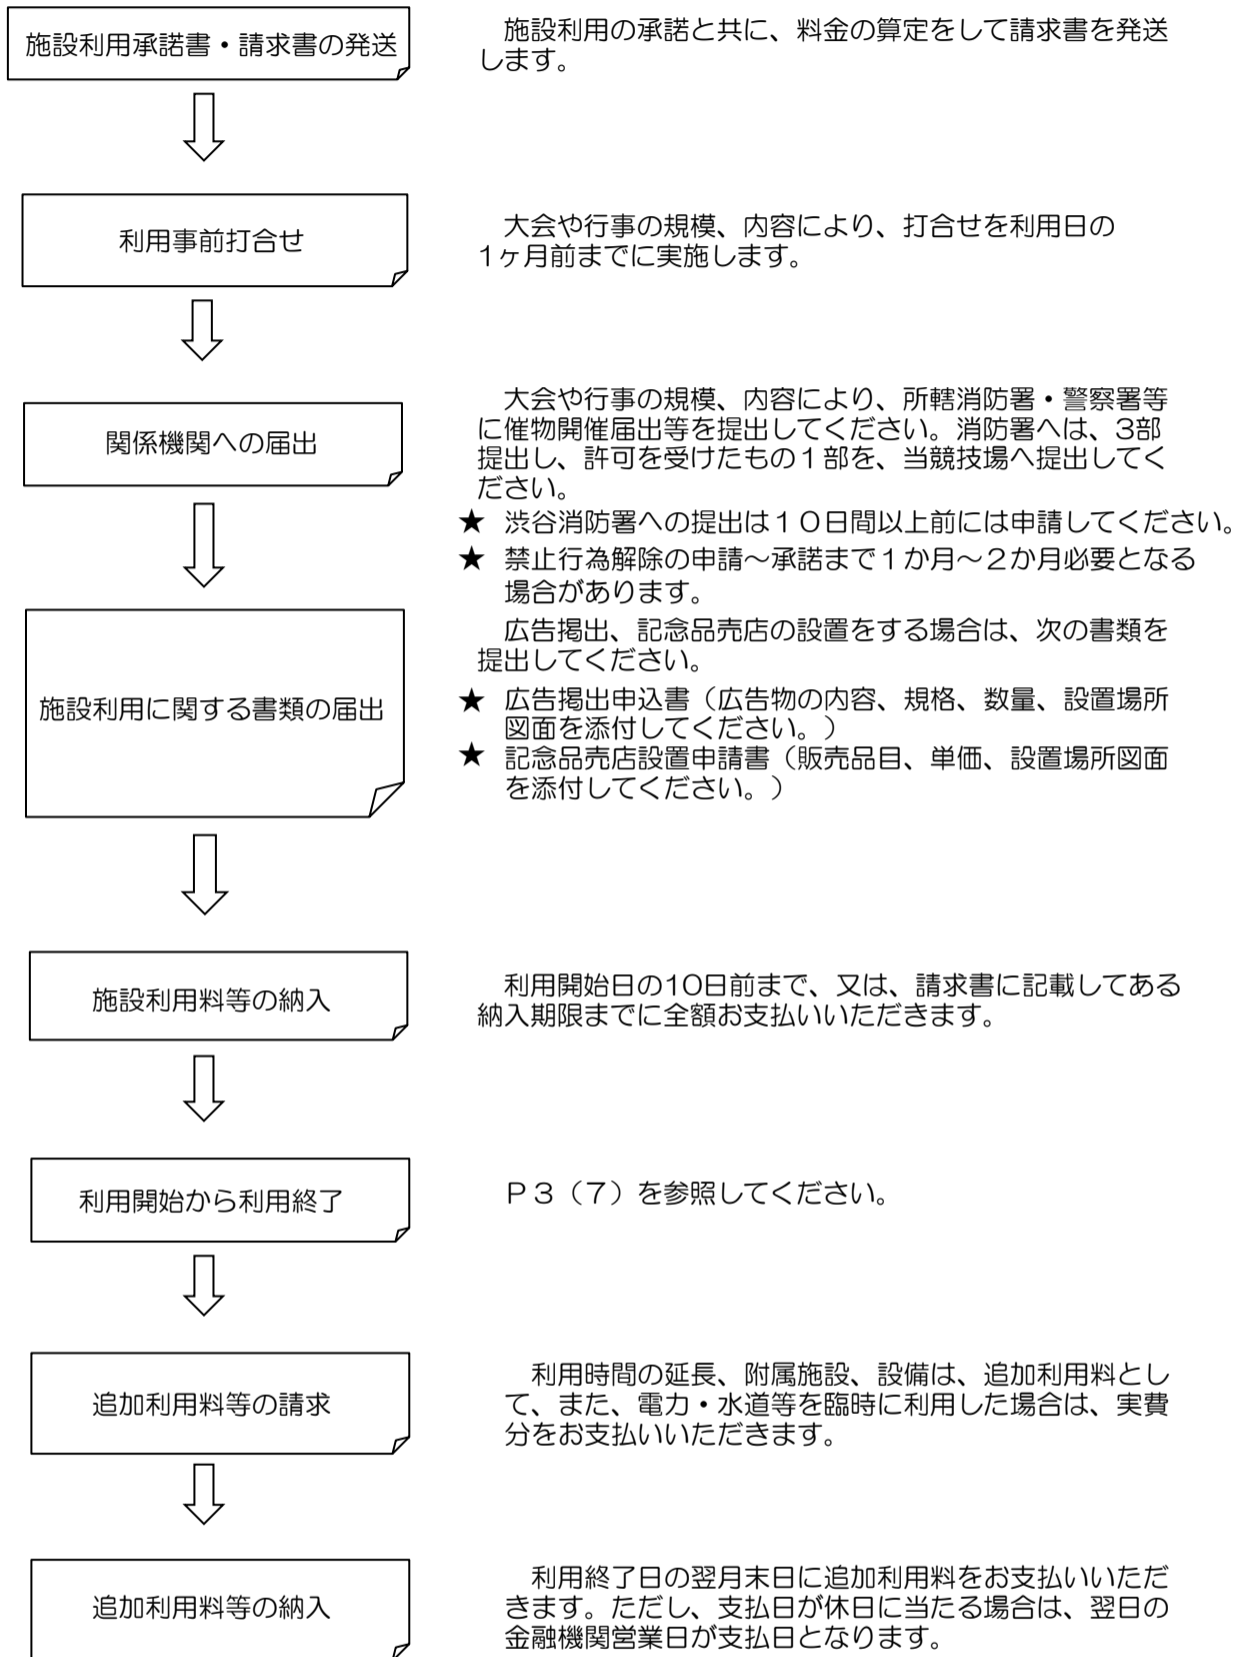 施設利用承諾書・請求書の発送
施設利用の承諾と共に、料金の算定をして請求書を発送
します。
利用事前打合せ
大会や行事の規模、内容により、打合せを利用日の
1ヶ月前までに実施します。
関係機関への届出
大会や行事の規模、内容により、所轄消防署・警察署等
に催物開催届出等を提出してください。消防署へは、3部
提出し、許可を受けたもの１部を、当競技場へ提出してく
ださい。
★ 渋谷消防署への提出は１０日間以上前には申請してください。
★ 禁止行為解除の申請～承諾まで１か月～２か月必要となる
場合があります。
施設利用に関する書類の届出
広告掲出、記念品売店の設置をする場合は、次の書類を
提出してください。
★ 広告掲出申込書（広告物の内容、規格、数量、設置場所
図面を添付してください。）
★ 記念品売店設置申請書（販売品目、単価、設置場所図面
を添付してください。）
施設利用料等の納入
利用開始日の10日前まで、又は、請求書に記載してある
納入期限までに全額お支払いいただきます。
利用開始から利用終了
Ｐ３（７）を参照してください。
追加利用料等の請求
利用時間の延長、附属施設、設備は、追加利用料とし
て、また、電力・水道等を臨時に利用した場合は、実費
分をお支払いいただきます。
追加利用料等の納入
利用終了日の翌月末日に追加利用料をお支払いいただ
きます。ただし、支払日が休日に当たる場合は、翌日の
金融機関営業日が支払日となります。